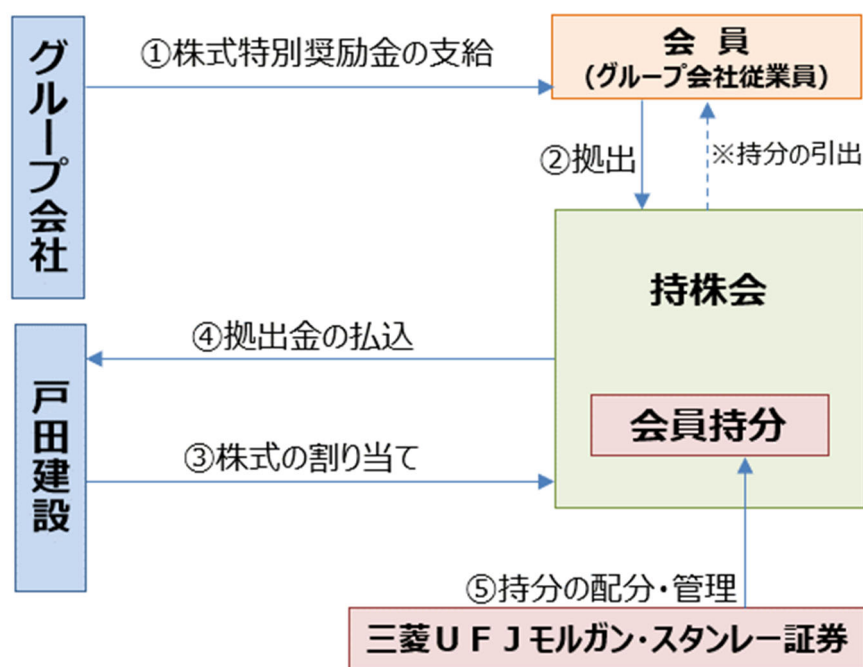 グループ会社
①株式特別奨励金の支給
会 員
(グループ会社従業員)
②拠出
※持分の引出
持株会
④拠出金の払込
戸田建設
会員持分
③株式の割り当て
⑤持分の配分・管理
三菱UFJモルガン・スタンレー証券